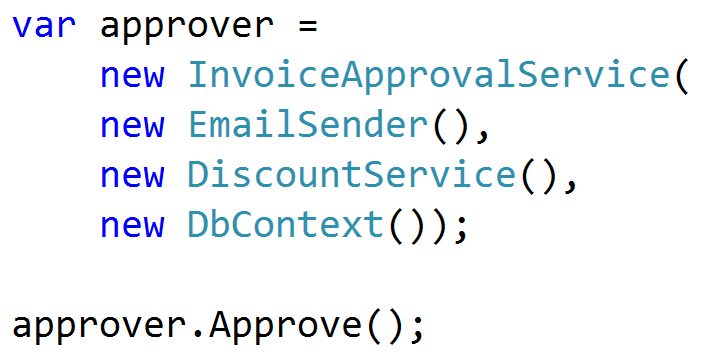 var approver =
    new InvoiceApprovalService(
    new EmailSender(),
    new DiscountService(),
    new DbContext());

approver.Approve();